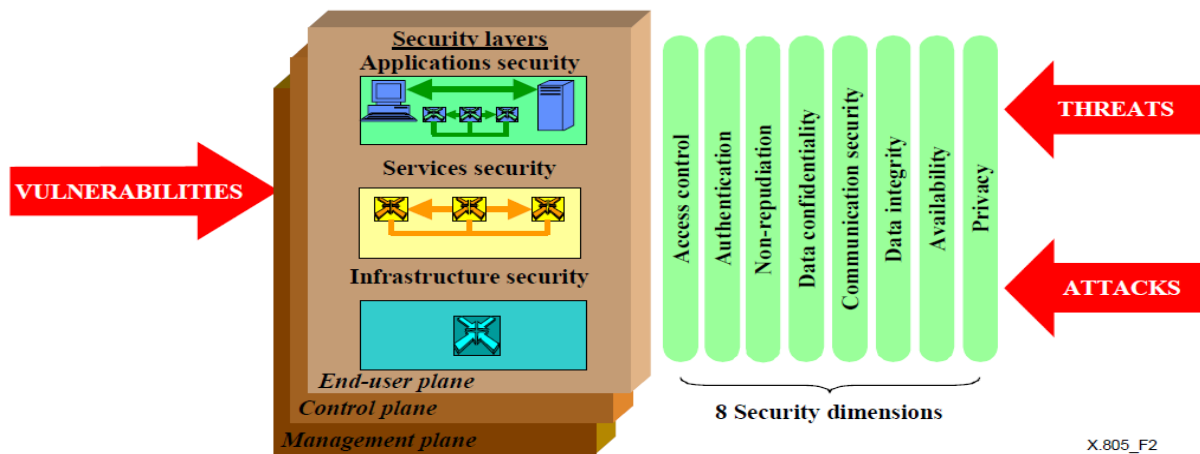 Security layers
Applications security
Services security
Infrastructure security
End-user plane
Control plane
Management plane
VULNERABILITIES
Access control
Authentication
Non-repudiation
Data confidentiality
Communication security
Data integrity
Availability
Privacy
8 Security dimensions
THREATS
ATTACKS
X.805_F2